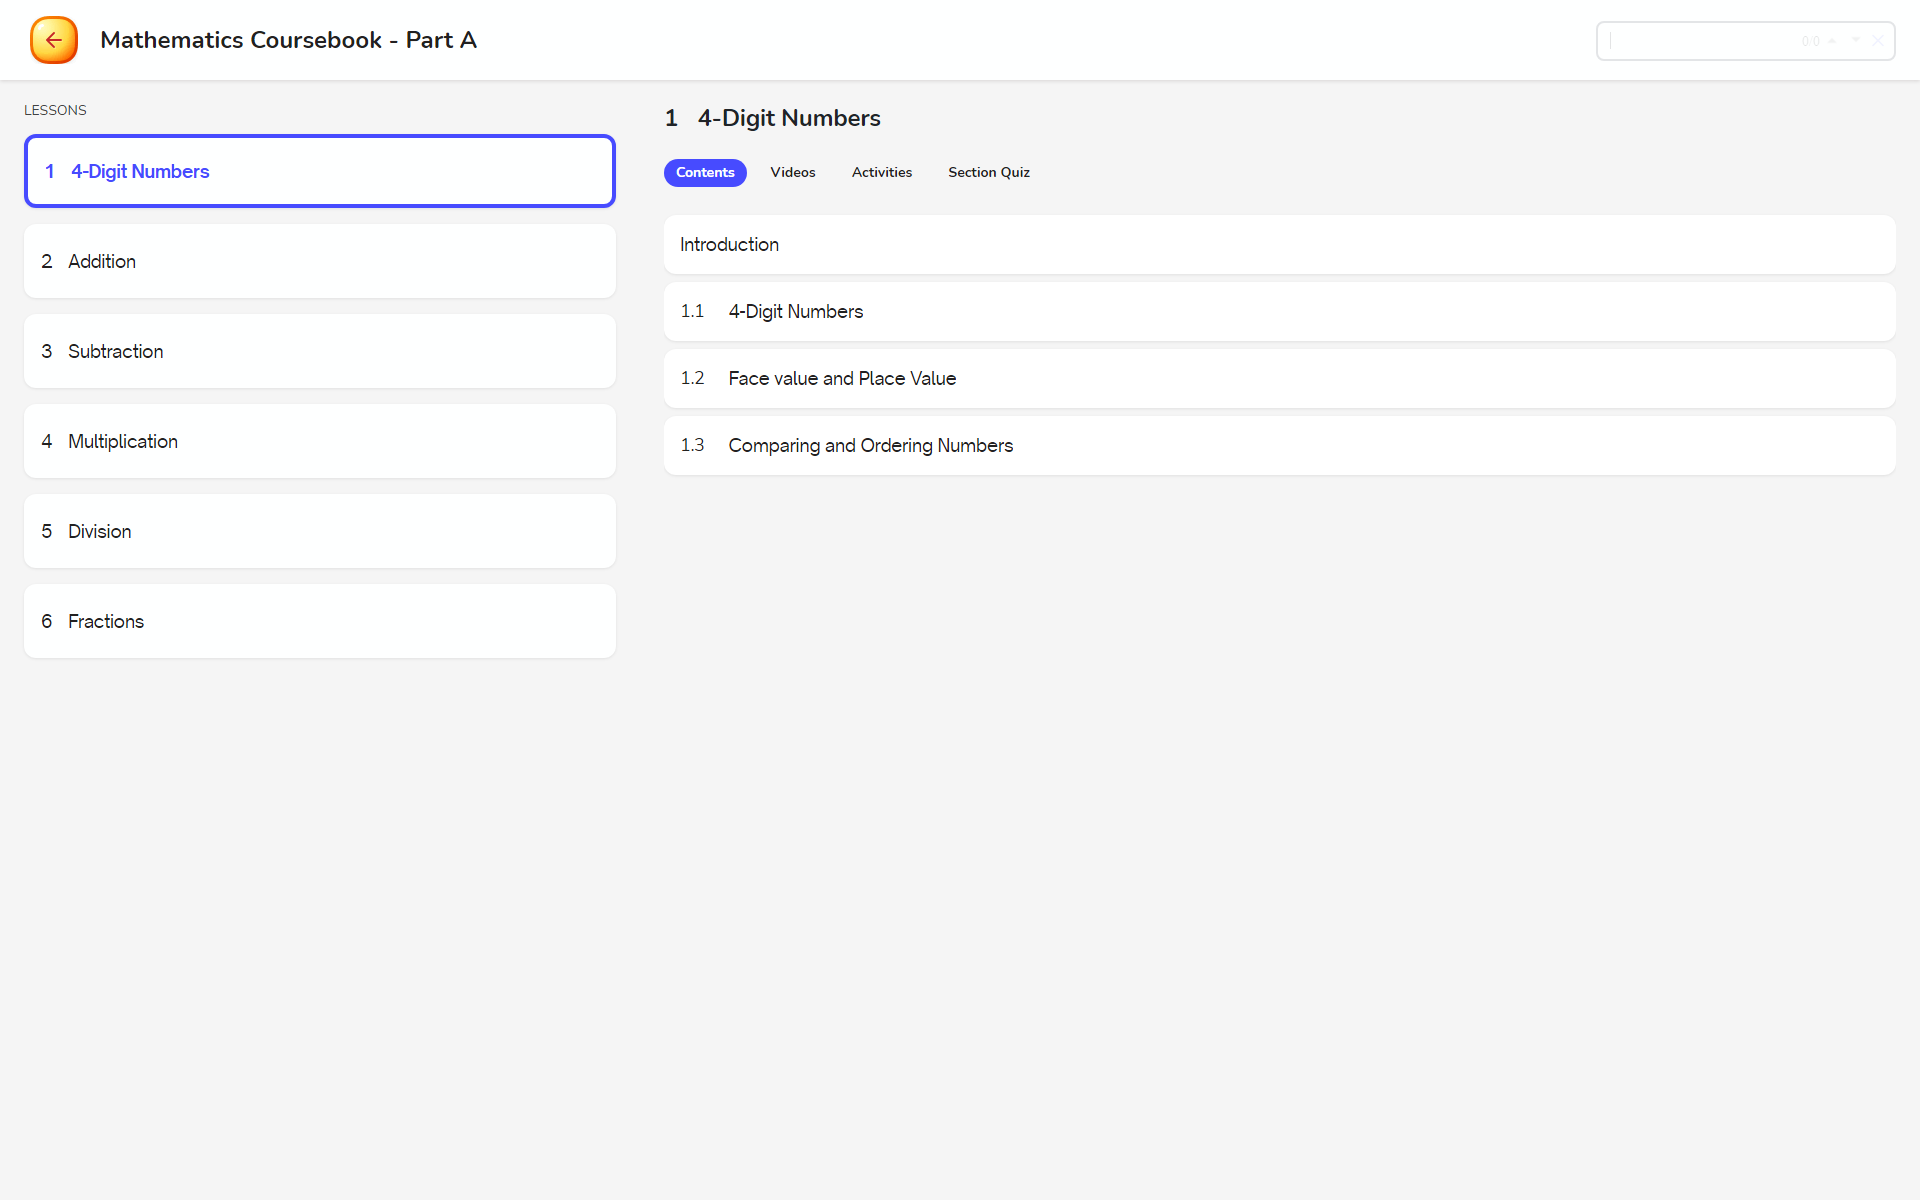 Mathematics Coursebook - Part A
0/0
LESSONS
1 4-Digit Numbers
2 Addition
3 Subtraction
4 Multiplication
5 Division
6 Fractions
1 4-Digit Numbers
Contents Videos Activities Section Quiz
Introduction
1.1 4-Digit Numbers
1.2 Face value and Place Value
1.3 Comparing and Ordering Numbers